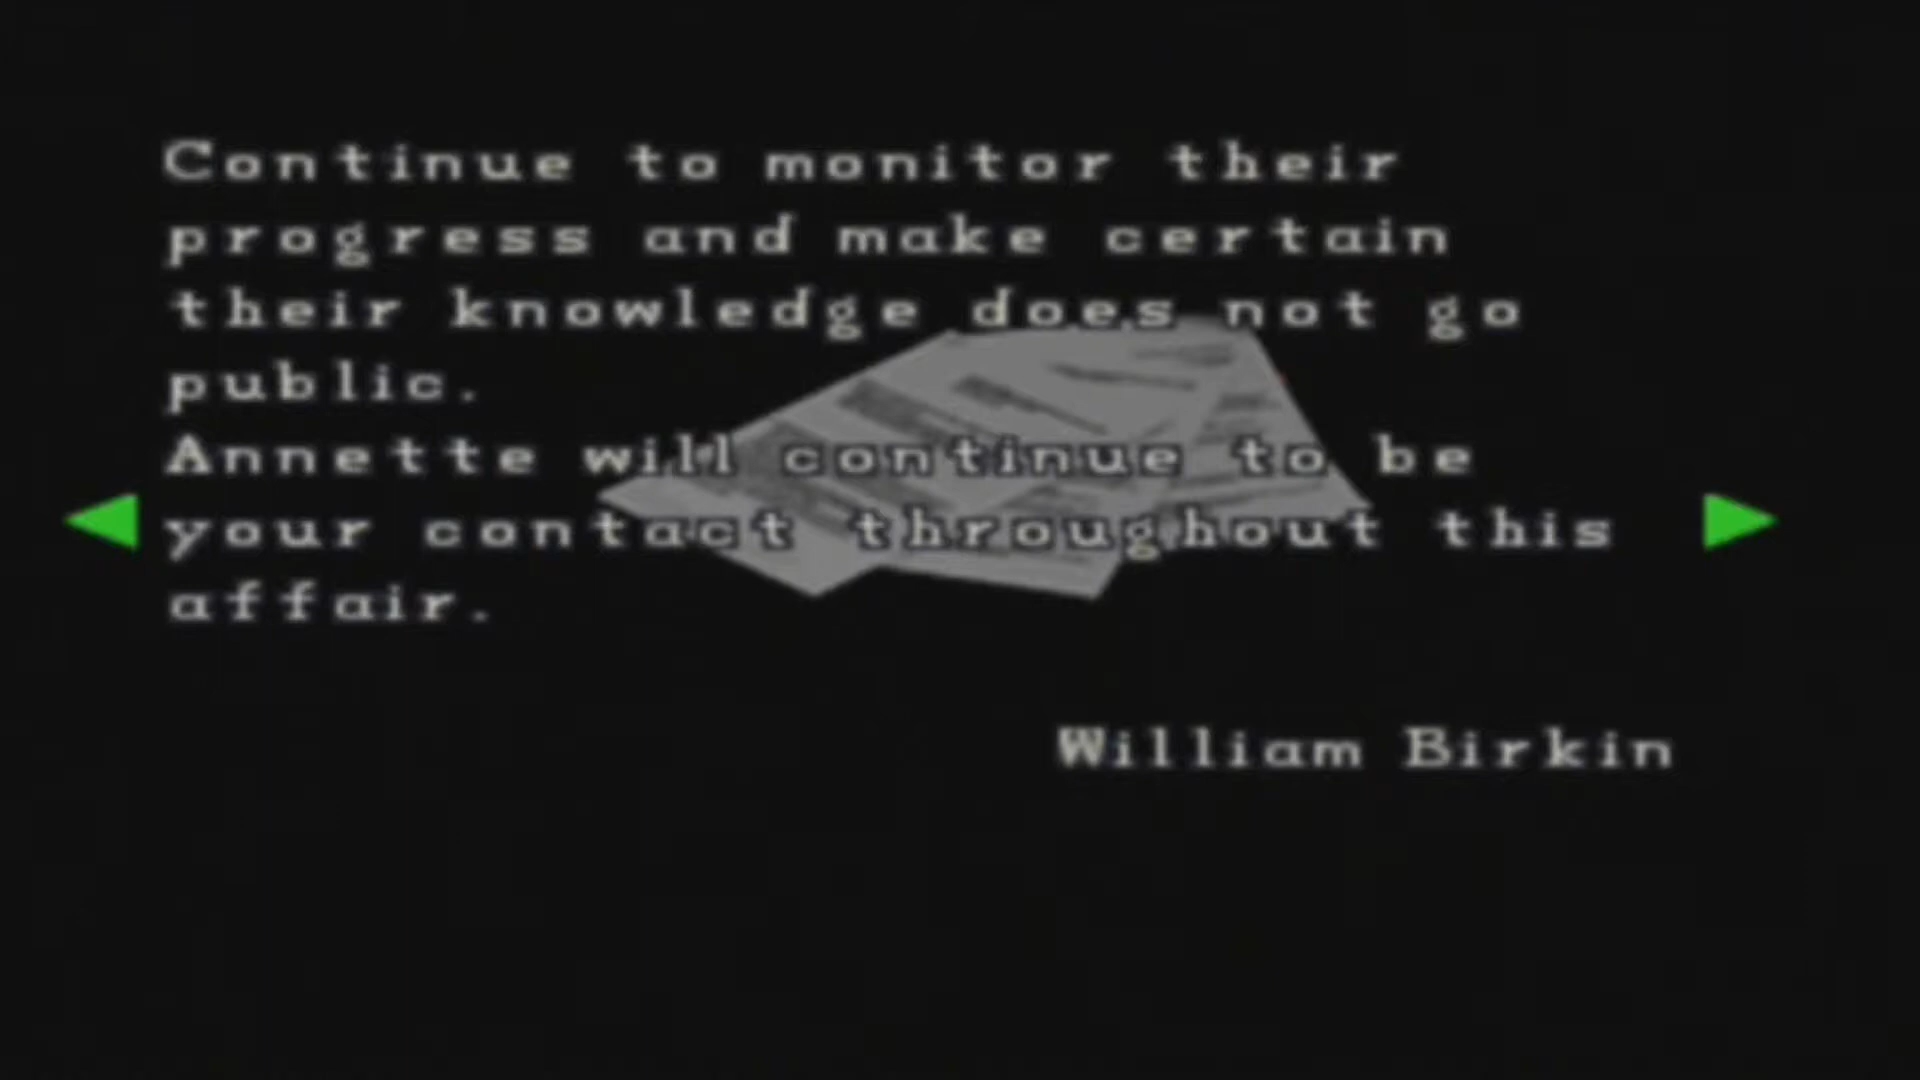 Continue to monitor their
progress and make certain
their knowledge does not go
public.
Annette will continue to be
your contact throughout this
affair.
William Birkin